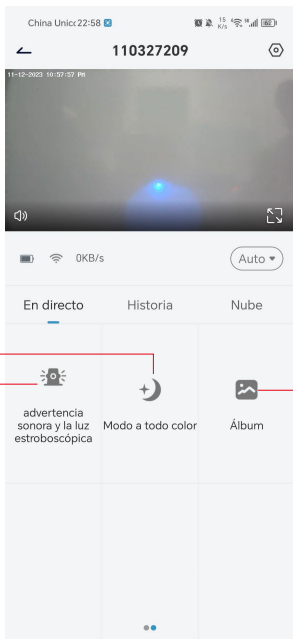 China Unicc 22:58
15 K/s
62
110327209
11-12-2023 10:57:57 PM
0KB/s
Auto
En directo
Historia
Nube
advertencia
sonora y la luz
estroboscópica
Modo a todo color
Álbum